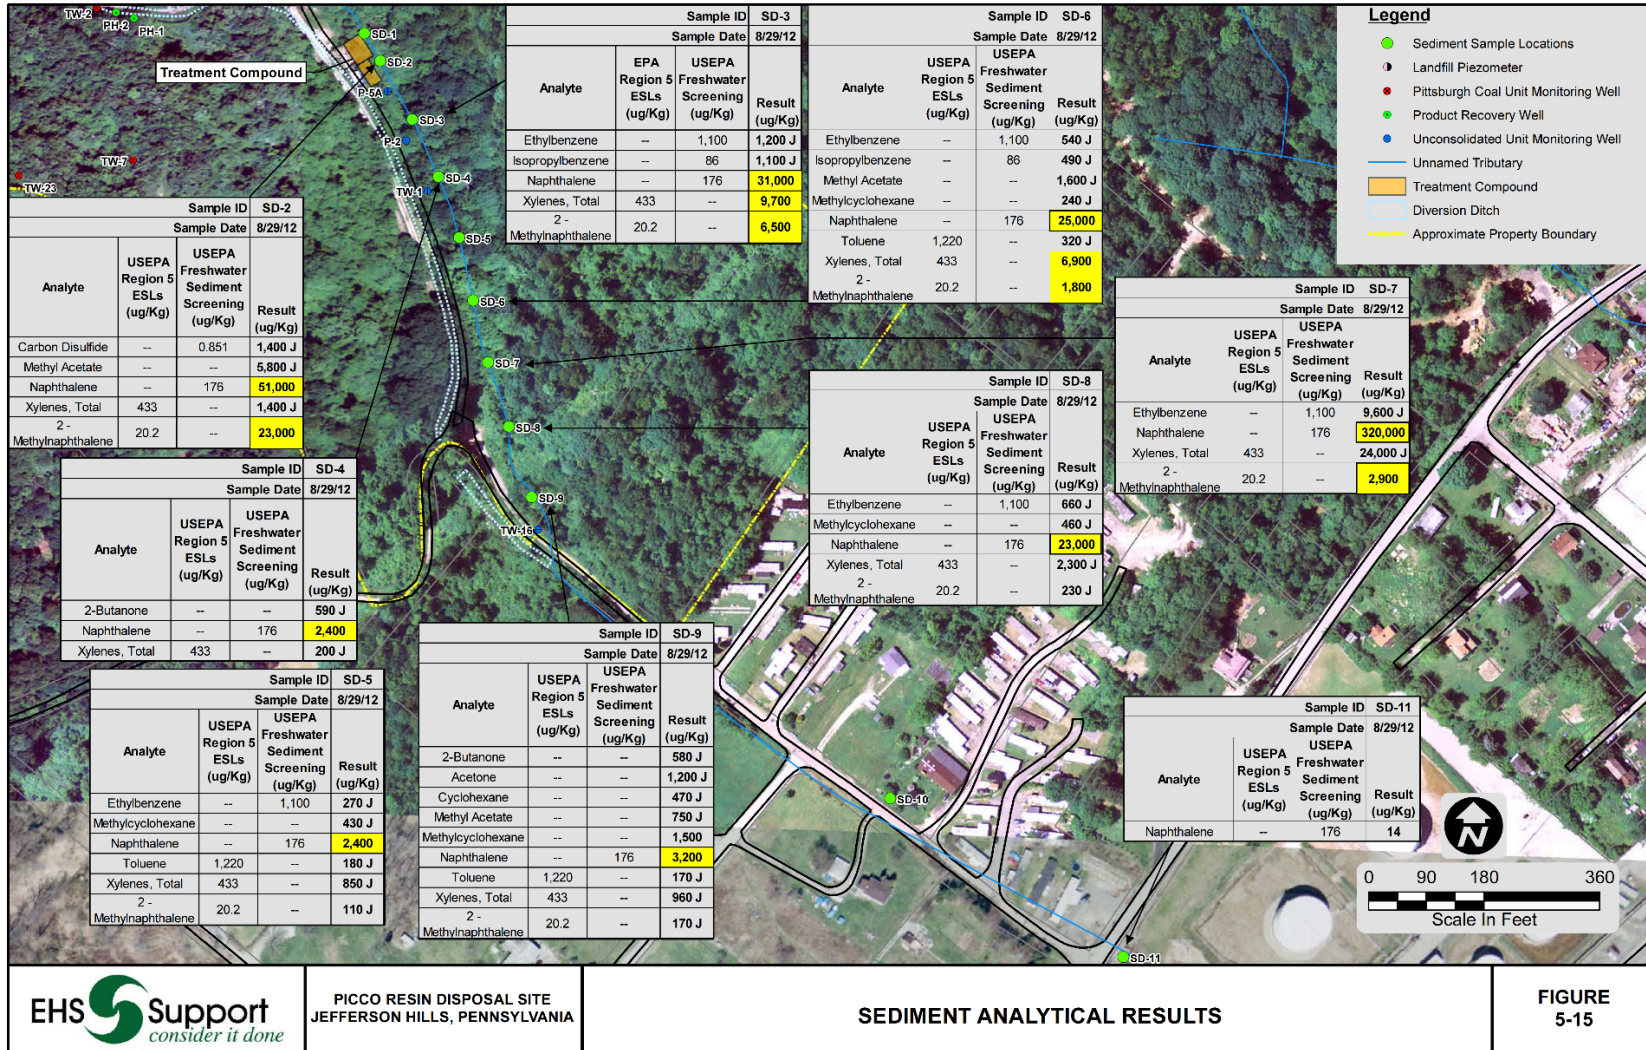 TW-2
PH-2
PH-1
SD-1
SD-2
Treatment Compound
P-5A
SD-3
P-2
TW-7
TW-23
SD-4
TW-1
SD-5
SD-6
SD-7
SD-8
SD-9
TW-16
SD-10
SD-11
Sample ID SD-3
Sample Date 8/29/12
Analyte EPA Region 5 ESLs (ug/Kg) USEPA Freshwater Screening (ug/Kg) Result (ug/Kg)
Ethylbenzene -- 1,100 1,200 J
Isopropylbenzene -- 86 1,100 J
Naphthalene -- 176 31,000
Xylenes, Total 433 -- 9,700
2 - Methylnaphthalene 20.2 -- 6,500
Sample ID SD-6
Sample Date 8/29/12
Analyte USEPA Region 5 ESLs (ug/Kg) USEPA Freshwater Sediment Screening (ug/Kg) Result (ug/Kg)
Ethylbenzene -- 1,100 540 J
Isopropylbenzene -- 86 490 J
Methyl Acetate -- -- 1,600 J
Methylcyclohexane -- -- 240 J
Naphthalene -- 176 25,000
Toluene 1,220 -- 320 J
Xylenes, Total 433 -- 6,900
2 - Methylnaphthalene 20.2 -- 1,800
Legend
Sediment Sample Locations
Landfill Piezometer
Pittsburgh Coal Unit Monitoring Well
Product Recovery Well
Unconsolidated Unit Monitoring Well
Unnamed Tributary
Treatment Compound
Diversion Ditch
Approximate Property Boundary
Sample ID SD-2
Sample Date 8/29/12
Analyte USEPA Region 5 ESLs (ug/Kg) USEPA Freshwater Sediment Screening (ug/Kg) Result (ug/Kg)
Carbon Disulfide -- 0.851 1,400 J
Methyl Acetate -- -- 5,800 J
Naphthalene -- 176 51,000
Xylenes, Total 433 -- 1,400 J
2 - Methylnaphthalene 20.2 -- 23,000
Sample ID SD-7
Sample Date 8/29/12
Analyte USEPA Region 5 ESLs (ug/Kg) USEPA Freshwater Sediment Screening (ug/Kg) Result (ug/Kg)
Ethylbenzene -- 1,100 9,600 J
Naphthalene -- 176 320,000
Xylenes, Total 433 -- 24,000 J
2 - Methylnaphthalene 20.2 -- 2,900
Sample ID SD-8
Sample Date 8/29/12
Analyte USEPA Region 5 ESLs (ug/Kg) USEPA Freshwater Sediment Screening (ug/Kg) Result (ug/Kg)
Ethylbenzene -- 1,100 660 J
Methylcyclohexane -- -- 460 J
Naphthalene -- 176 23,000
Xylenes, Total 433 -- 2,300 J
2 - Methylnaphthalene 20.2 -- 230 J
Sample ID SD-4
Sample Date 8/29/12
Analyte USEPA Region 5 ESLs (ug/Kg) USEPA Freshwater Sediment Screening (ug/Kg) Result (ug/Kg)
2-Butanone -- -- 590 J
Naphthalene -- 176 2,400
Xylenes, Total 433 -- 200 J
Sample ID SD-5
Sample Date 8/29/12
Analyte USEPA Region 5 ESLs (ug/Kg) USEPA Freshwater Sediment Screening (ug/Kg) Result (ug/Kg)
Ethylbenzene -- 1,100 270 J
Methylcyclohexane -- -- 430 J
Naphthalene -- 176 2,400
Toluene 1,220 -- 180 J
Xylenes, Total 433 -- 850 J
2 - Methylnaphthalene 20.2 -- 110 J
Sample ID SD-9
Sample Date 8/29/12
Analyte USEPA Region 5 ESLs (ug/Kg) USEPA Freshwater Sediment Screening (ug/Kg) Result (ug/Kg)
2-Butanone -- -- 580 J
Acetone -- -- 1,200 J
Cyclohexane -- -- 470 J
Methyl Acetate -- -- 750 J
Methylcyclohexane -- -- 1,500
Naphthalene -- 176 3,200
Toluene 1,220 -- 170 J
Xylenes, Total 433 -- 960 J
2 - Methylnaphthalene 20.2 -- 170 J
Sample ID SD-11
Sample Date 8/29/12
Analyte USEPA Region 5 ESLs (ug/Kg) USEPA Freshwater Sediment Screening (ug/Kg) Result (ug/Kg)
Naphthalene -- 176 14
N
0 90 180 360
Scale In Feet
EHS Support
consider it done
PICCO RESIN DISPOSAL SITE
JEFFERSON HILLS, PENNSYLVANIA
SEDIMENT ANALYTICAL RESULTS
FIGURE
5-15